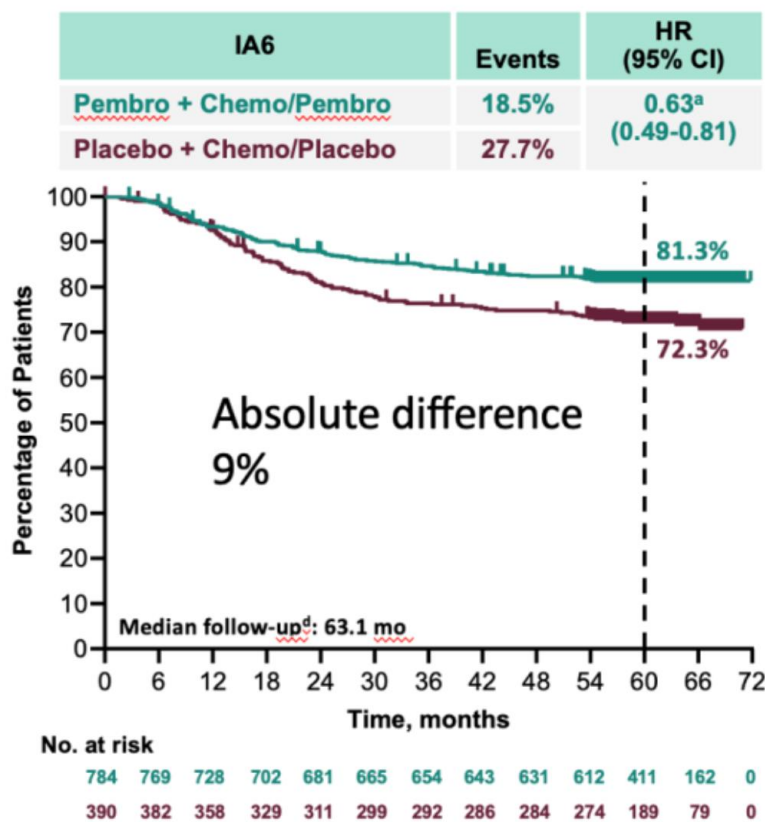 IA6 Events HR (95% CI)
Pembro + Chemo/Pembro 18.5% 0.63ᵃ (0.49-0.81)
Placebo + Chemo/Placebo 27.7%
Percentage of Patients
100
90
80
70
60
50
40
30
20
10
0
81.3%
72.3%
Absolute difference
9%
Median follow-upᵈ: 63.1 mo
0 6 12 18 24 30 36 42 48 54 60 66 72
Time, months
No. at risk
784 769 728 702 681 665 654 643 631 612 411 162 0
390 382 358 329 311 299 292 286 284 274 189 79 0